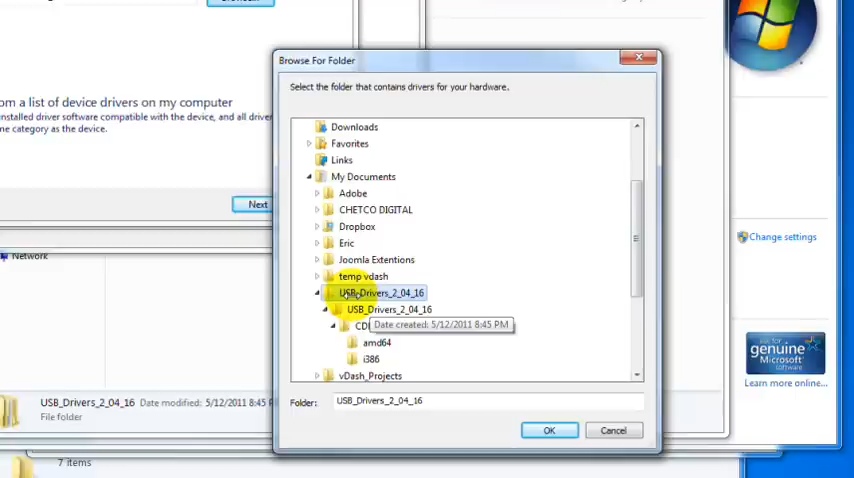 Browse For Folder
Select the folder that contains drivers for your hardware.
om a list of device drivers on my computer
nstalled driver software compatible with the device, and all driver
me category as the device.
Next
Network
Downloads
Favorites
Links
My Documents
Adobe
CHETCO DIGITAL
Dropbox
Eric
Joomla Extentions
temp vdash
USB_Drivers_2_04_16
USB_Drivers_2_04_16
Date created: 5/12/2011 8:45 PM
amd64
i386
vDash_Projects
Folder: USB_Drivers_2_04_16
OK Cancel
USB_Drivers_2_04_16 Date modified: 5/12/2011 8:45
File folder
7 items
Change settings
ask for
genuine
Microsoft
software
Learn more online...